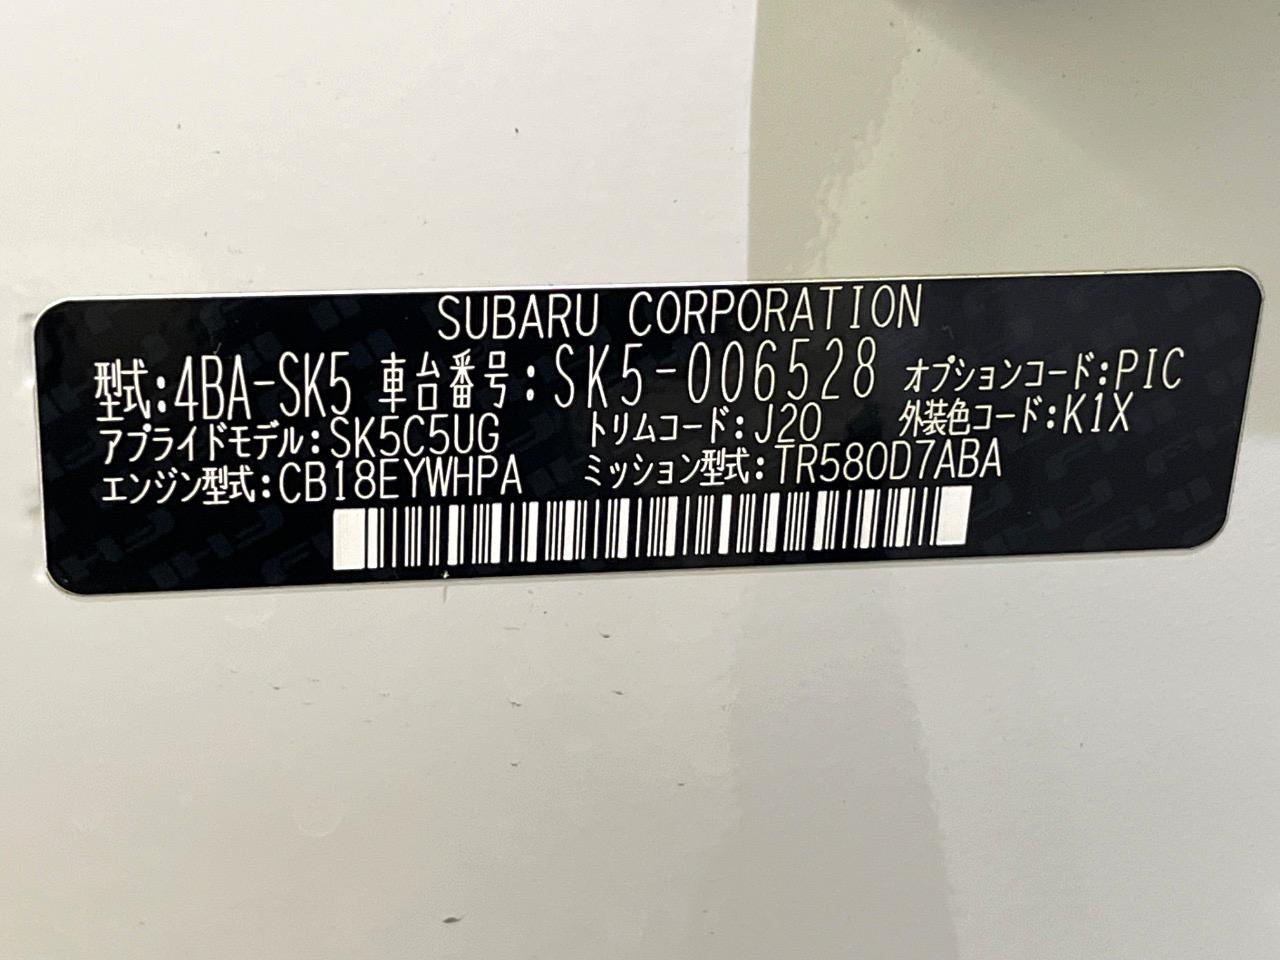 SUBARU CORPORATION
型式:4BA-SK5 車台番号:SK5-006528 オプションコード:PIC
アプライドモデル:SK5C5UG トリムコード:J20 外装色コード:K1X
エンジン型式:CB18EYWHPA ミッション型式:TR580D7ABA